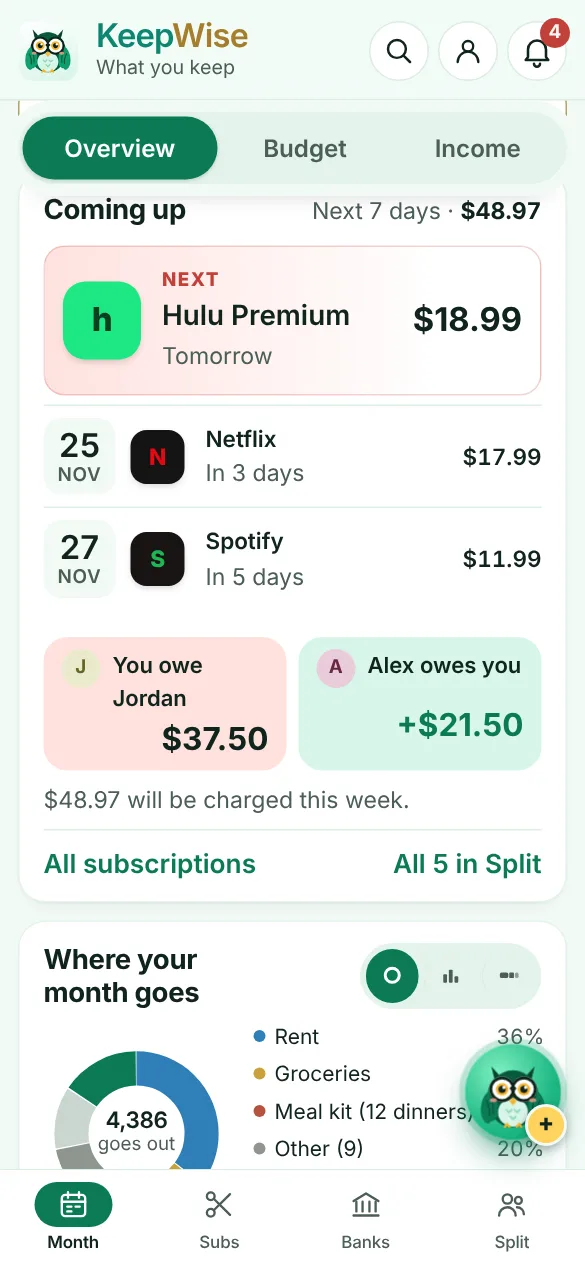 KeepWise
What you keep
4
Overview
Budget
Income
Coming up
Next 7 days · $48.97
h
NEXT
Hulu Premium
Tomorrow
$18.99
25
NOV
N
Netflix
In 3 days
$17.99
27
NOV
S
Spotify
In 5 days
$11.99
J
You owe
Jordan
$37.50
A
Alex owes you
+$21.50
$48.97 will be charged this week.
All subscriptions
All 5 in Split
Where your
month goes
4,386
goes out
Rent
36%
Groceries
Meal kit (12 dinners)
Other (9)
20%
+
Month
Subs
Banks
Split